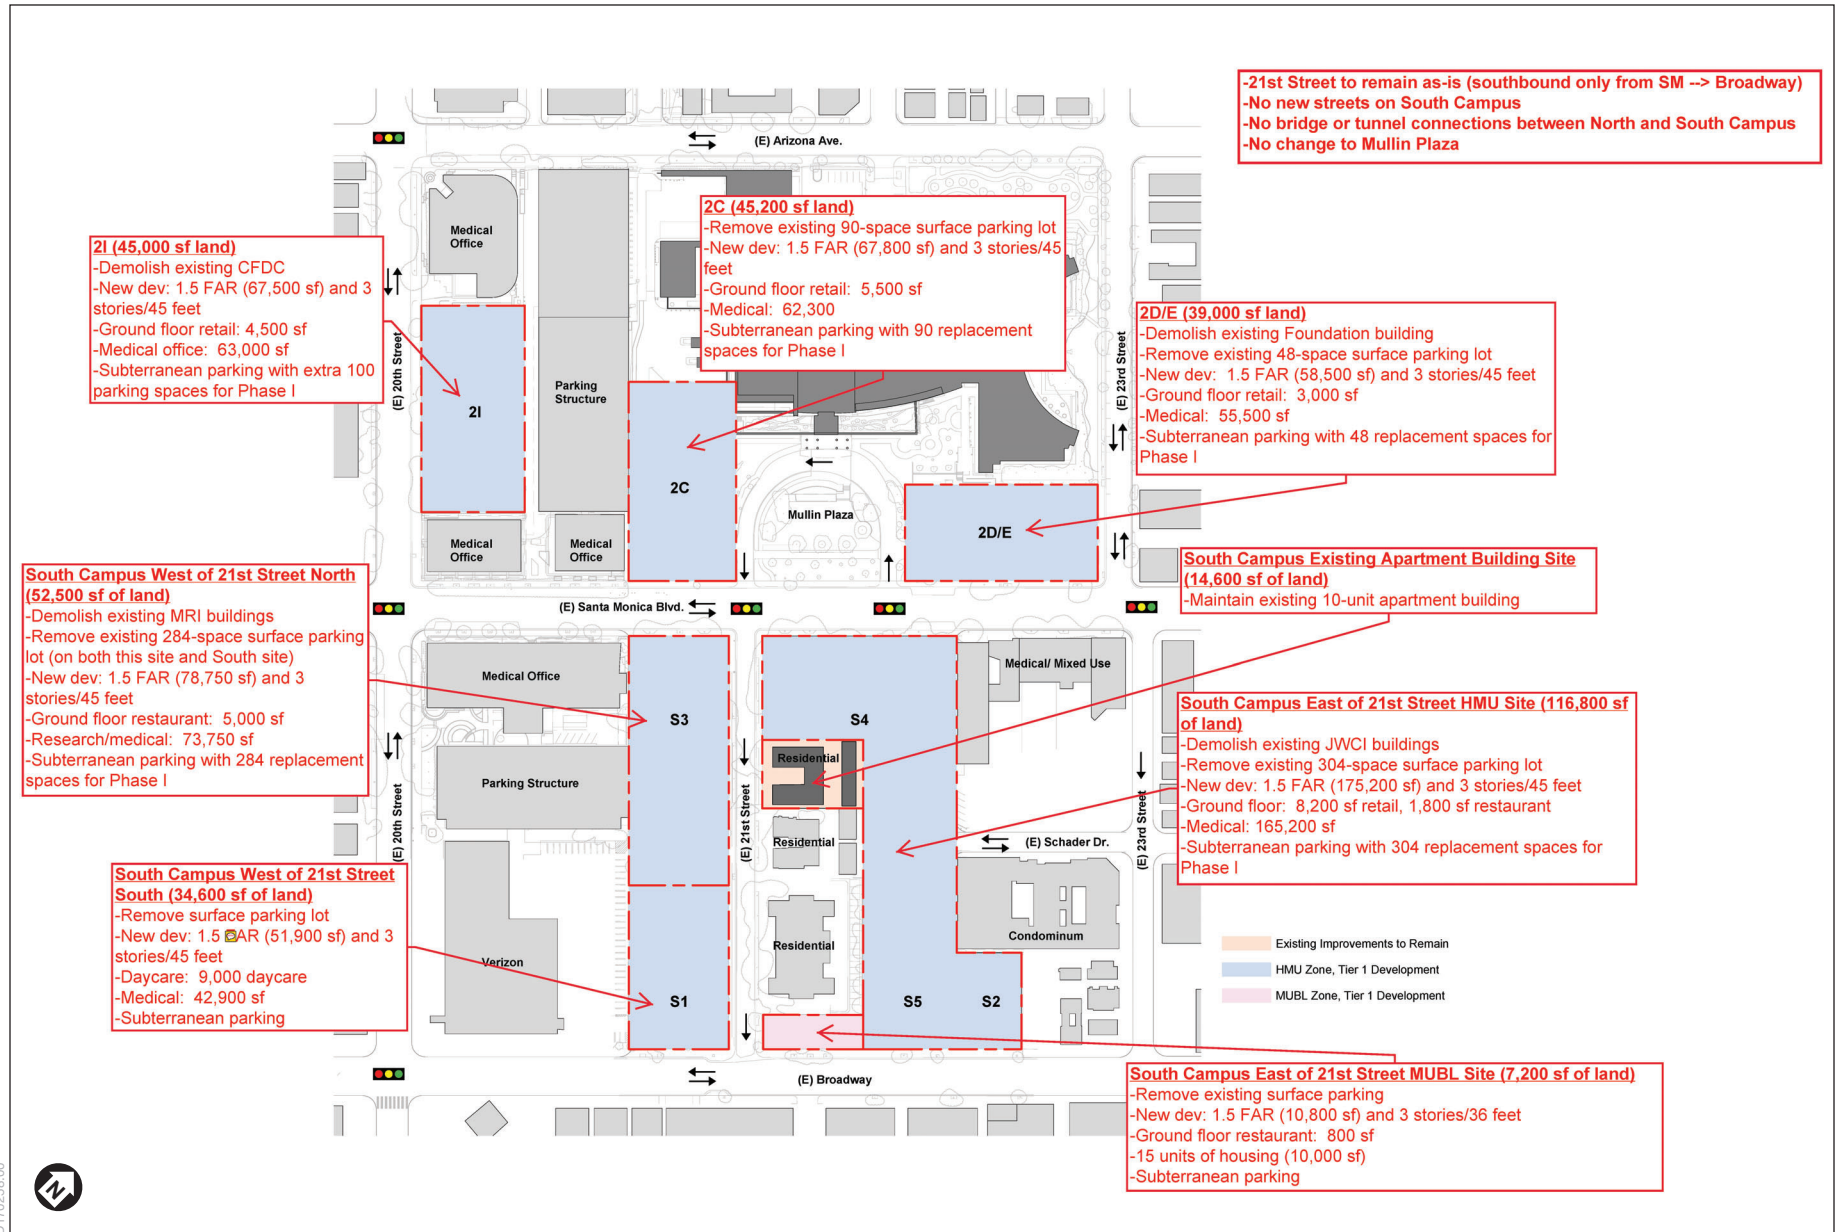 -21st Street to remain as-is (southbound only from SM --> Broadway)
-No new streets on South Campus
-No bridge or tunnel connections between North and South Campus
-No change to Mullin Plaza
(E) Arizona Ave.
Medical
Office
2C (45,200 sf land)
-Remove existing 90-space surface parking lot
-New dev: 1.5 FAR (67,800 sf) and 3 stories/45
feet
-Ground floor retail: 5,500 sf
-Medical: 62,300
-Subterranean parking with 90 replacement
spaces for Phase I
2I (45,000 sf land)
-Demolish existing CFDC
-New dev: 1.5 FAR (67,500 sf) and 3
stories/45 feet
-Ground floor retail: 4,500 sf
-Medical office: 63,000 sf
-Subterranean parking with extra 100
parking spaces for Phase I
2D/E (39,000 sf land)
-Demolish existing Foundation building
-Remove existing 48-space surface parking lot
-New dev: 1.5 FAR (58,500 sf) and 3 stories/45 feet
-Ground floor retail: 3,000 sf
-Medical: 55,500 sf
-Subterranean parking with 48 replacement spaces for
Phase I
(E) 20th Street
(E) 23rd Street
Parking
Structure
2I
2C
Mullin Plaza
2D/E
Medical
Office
Medical
Office
South Campus Existing Apartment Building Site
(14,600 sf of land)
-Maintain existing 10-unit apartment building
South Campus West of 21st Street North
(52,500 sf of land)
-Demolish existing MRI buildings
-Remove existing 284-space surface parking
lot (on both this site and South site)
-New dev: 1.5 FAR (78,750 sf) and 3
stories/45 feet
-Ground floor restaurant: 5,000 sf
-Research/medical: 73,750 sf
-Subterranean parking with 284 replacement
spaces for Phase I
(E) Santa Monica Blvd.
Medical Office
Medical/ Mixed Use
S3
S4
South Campus East of 21st Street HMU Site (116,800 sf
of land)
-Demolish existing JWCI buildings
-Remove existing 304-space surface parking lot
-New dev: 1.5 FAR (175,200 sf) and 3 stories/45 feet
-Ground floor: 8,200 sf retail, 1,800 sf restaurant
-Medical: 165,200 sf
-Subterranean parking with 304 replacement spaces for
Phase I
Residential
Parking Structure
(E) 20th Street
(E) 21st Street
(E) 23rd Street
Residential
(E) Schader Dr.
South Campus West of 21st Street
South (34,600 sf of land)
-Remove surface parking lot
-New dev: 1.5 AR (51,900 sf) and 3
stories/45 feet
-Daycare: 9,000 daycare
-Medical: 42,900 sf
-Subterranean parking
Condominium
Residential
Verizon
S1
S5
S2
Existing Improvements to Remain
HMU Zone, Tier 1 Development
MUBL Zone, Tier 1 Development
(E) Broadway
South Campus East of 21st Street MUBL Site (7,200 sf of land)
-Remove existing surface parking
-New dev: 1.5 FAR (10,800 sf) and 3 stories/36 feet
-Ground floor restaurant: 800 sf
-15 units of housing (10,000 sf)
-Subterranean parking
N